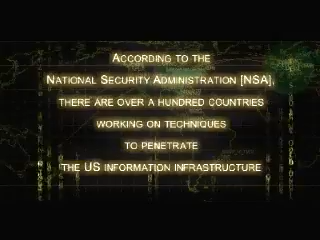 According to the
National Security Administration [NSA],
there are over a hundred countries
working on techniques
to penetrate
the US information infrastructure